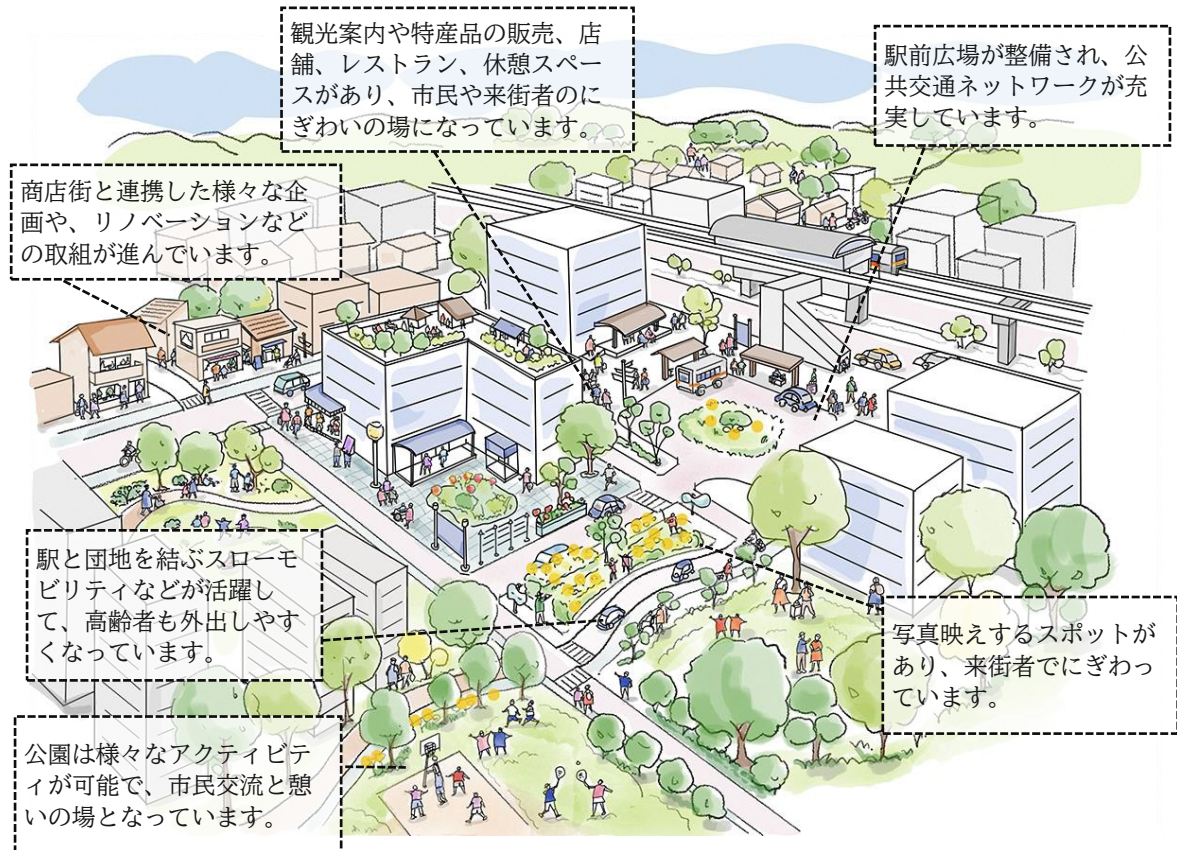 観光案内や特産品の販売、店
舗、レストラン、休憩スペー
スがあり、市民や来街者のに
ぎわいの場になっています。
駅前広場が整備され、公
共交通ネットワークが充
実しています。
商店街と連携した様々な企
画や、リノベーションなど
の取組が進んでいます。
駅と団地を結ぶスローモ
ビリティなどが活躍し
て、高齢者も外出しやす
くなっています。
写真映えするスポットが
あり、来街者でにぎわっ
ています。
公園は様々なアクティビテ
ィが可能で、市民交流と憩
いの場となっています。